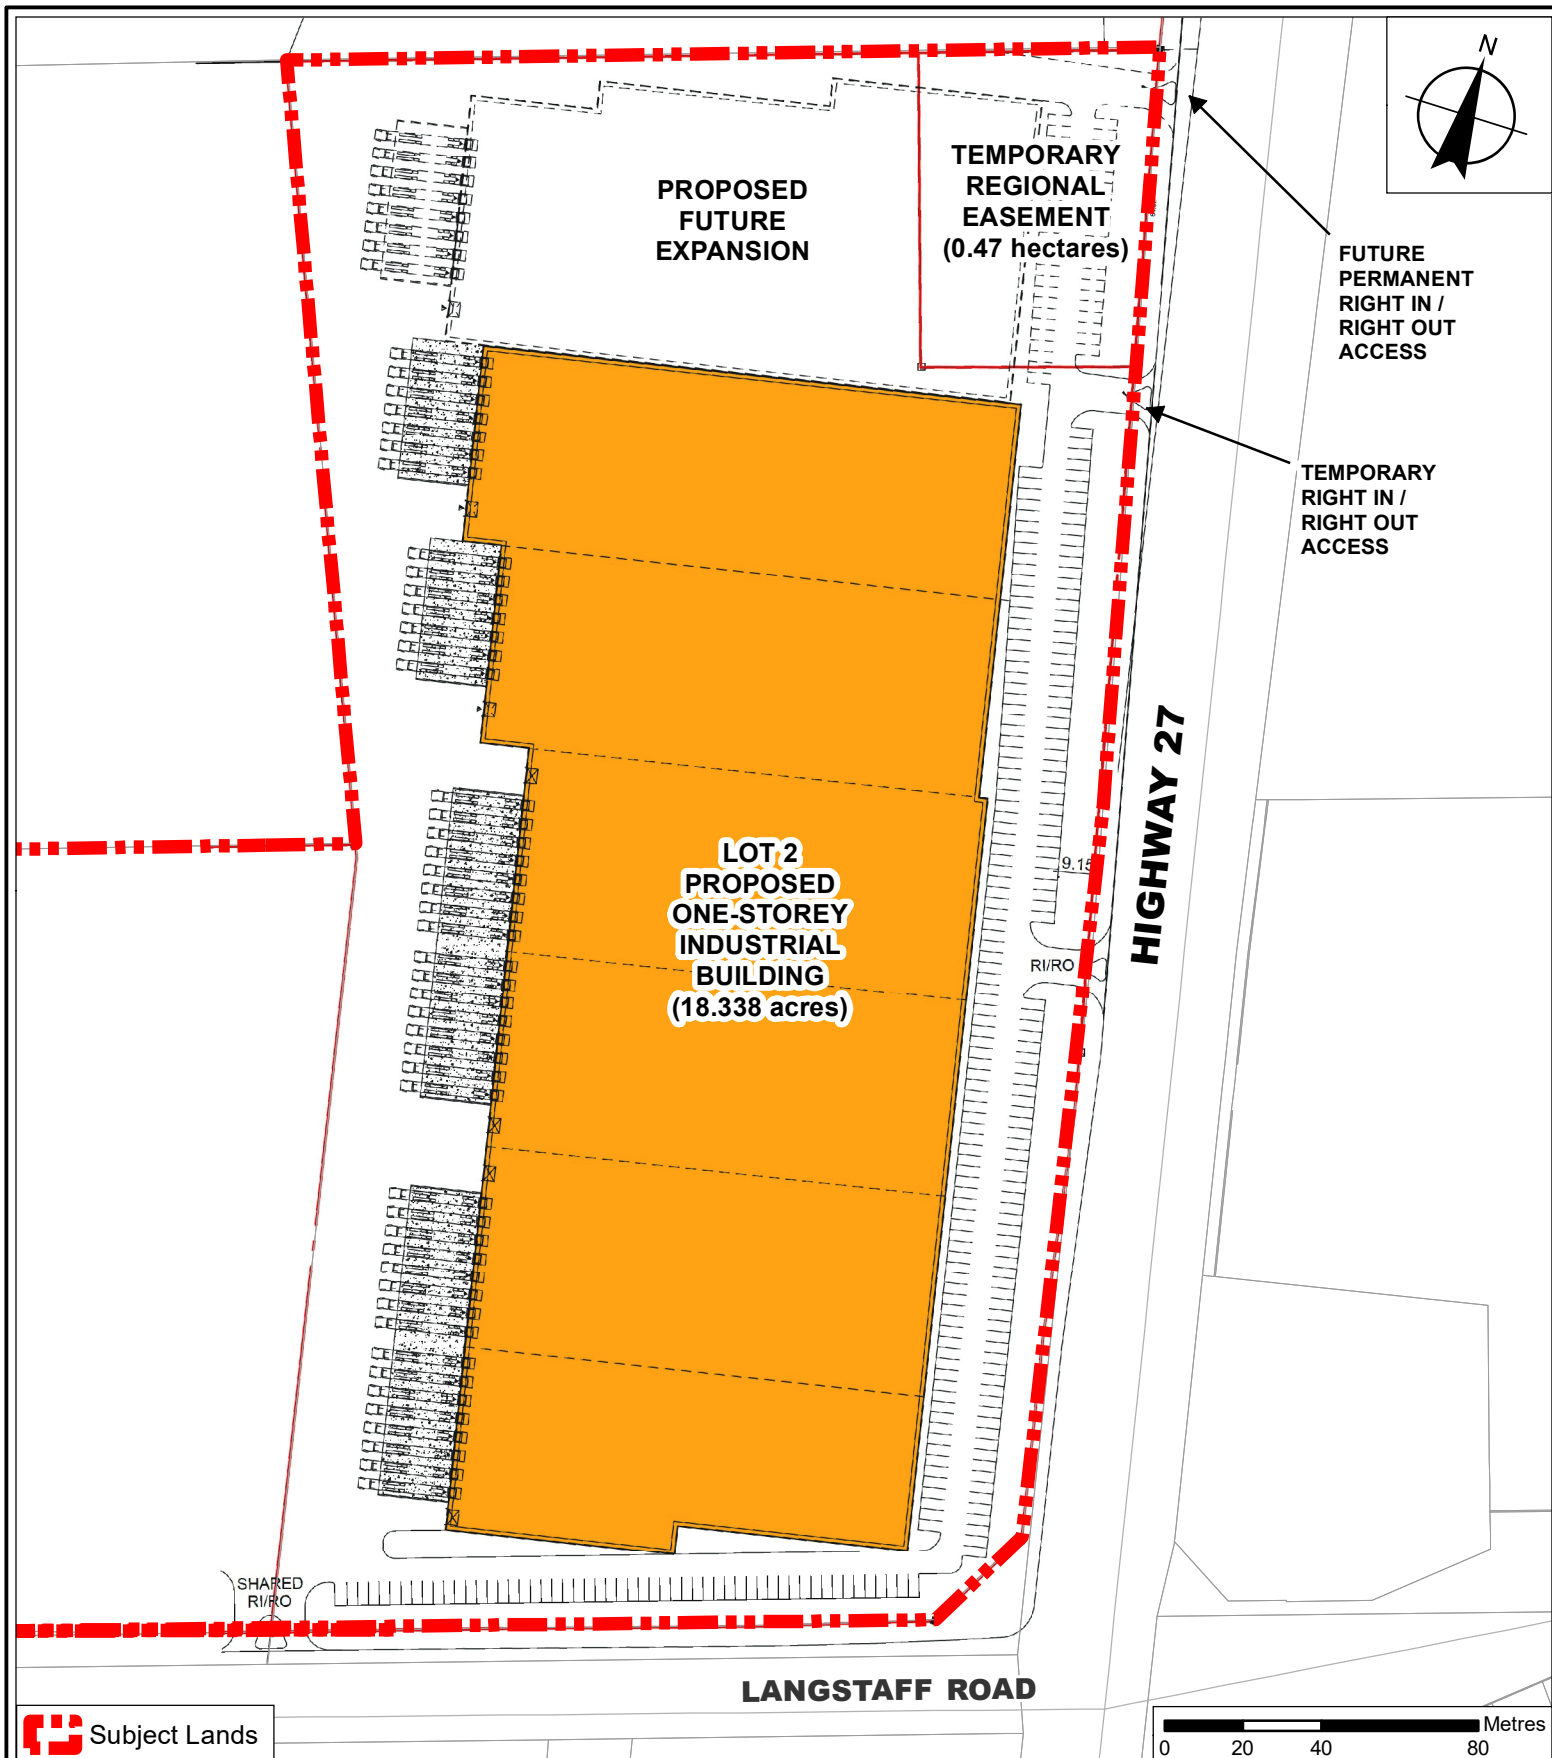 N
PROPOSED
FUTURE
EXPANSION
TEMPORARY
REGIONAL
EASEMENT
(0.47 hectares)
FUTURE
PERMANENT
RIGHT IN /
RIGHT OUT
ACCESS
TEMPORARY
RIGHT IN /
RIGHT OUT
ACCESS
HIGHWAY 27
9.15
LOT 2
PROPOSED
ONE-STOREY
INDUSTRIAL
BUILDING
(18.338 acres)
RI/RO
SHARED
RI/RO
LANGSTAFF ROAD
Subject Lands
Metres
0 20 40 80